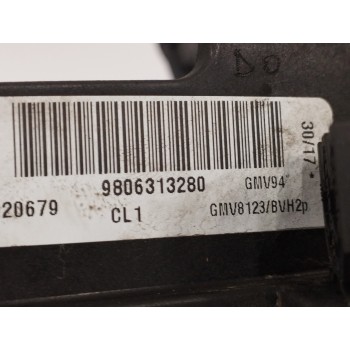 DO
30/17
9806313280 GMV94
20679 CL1 GMV8123/BVH2p